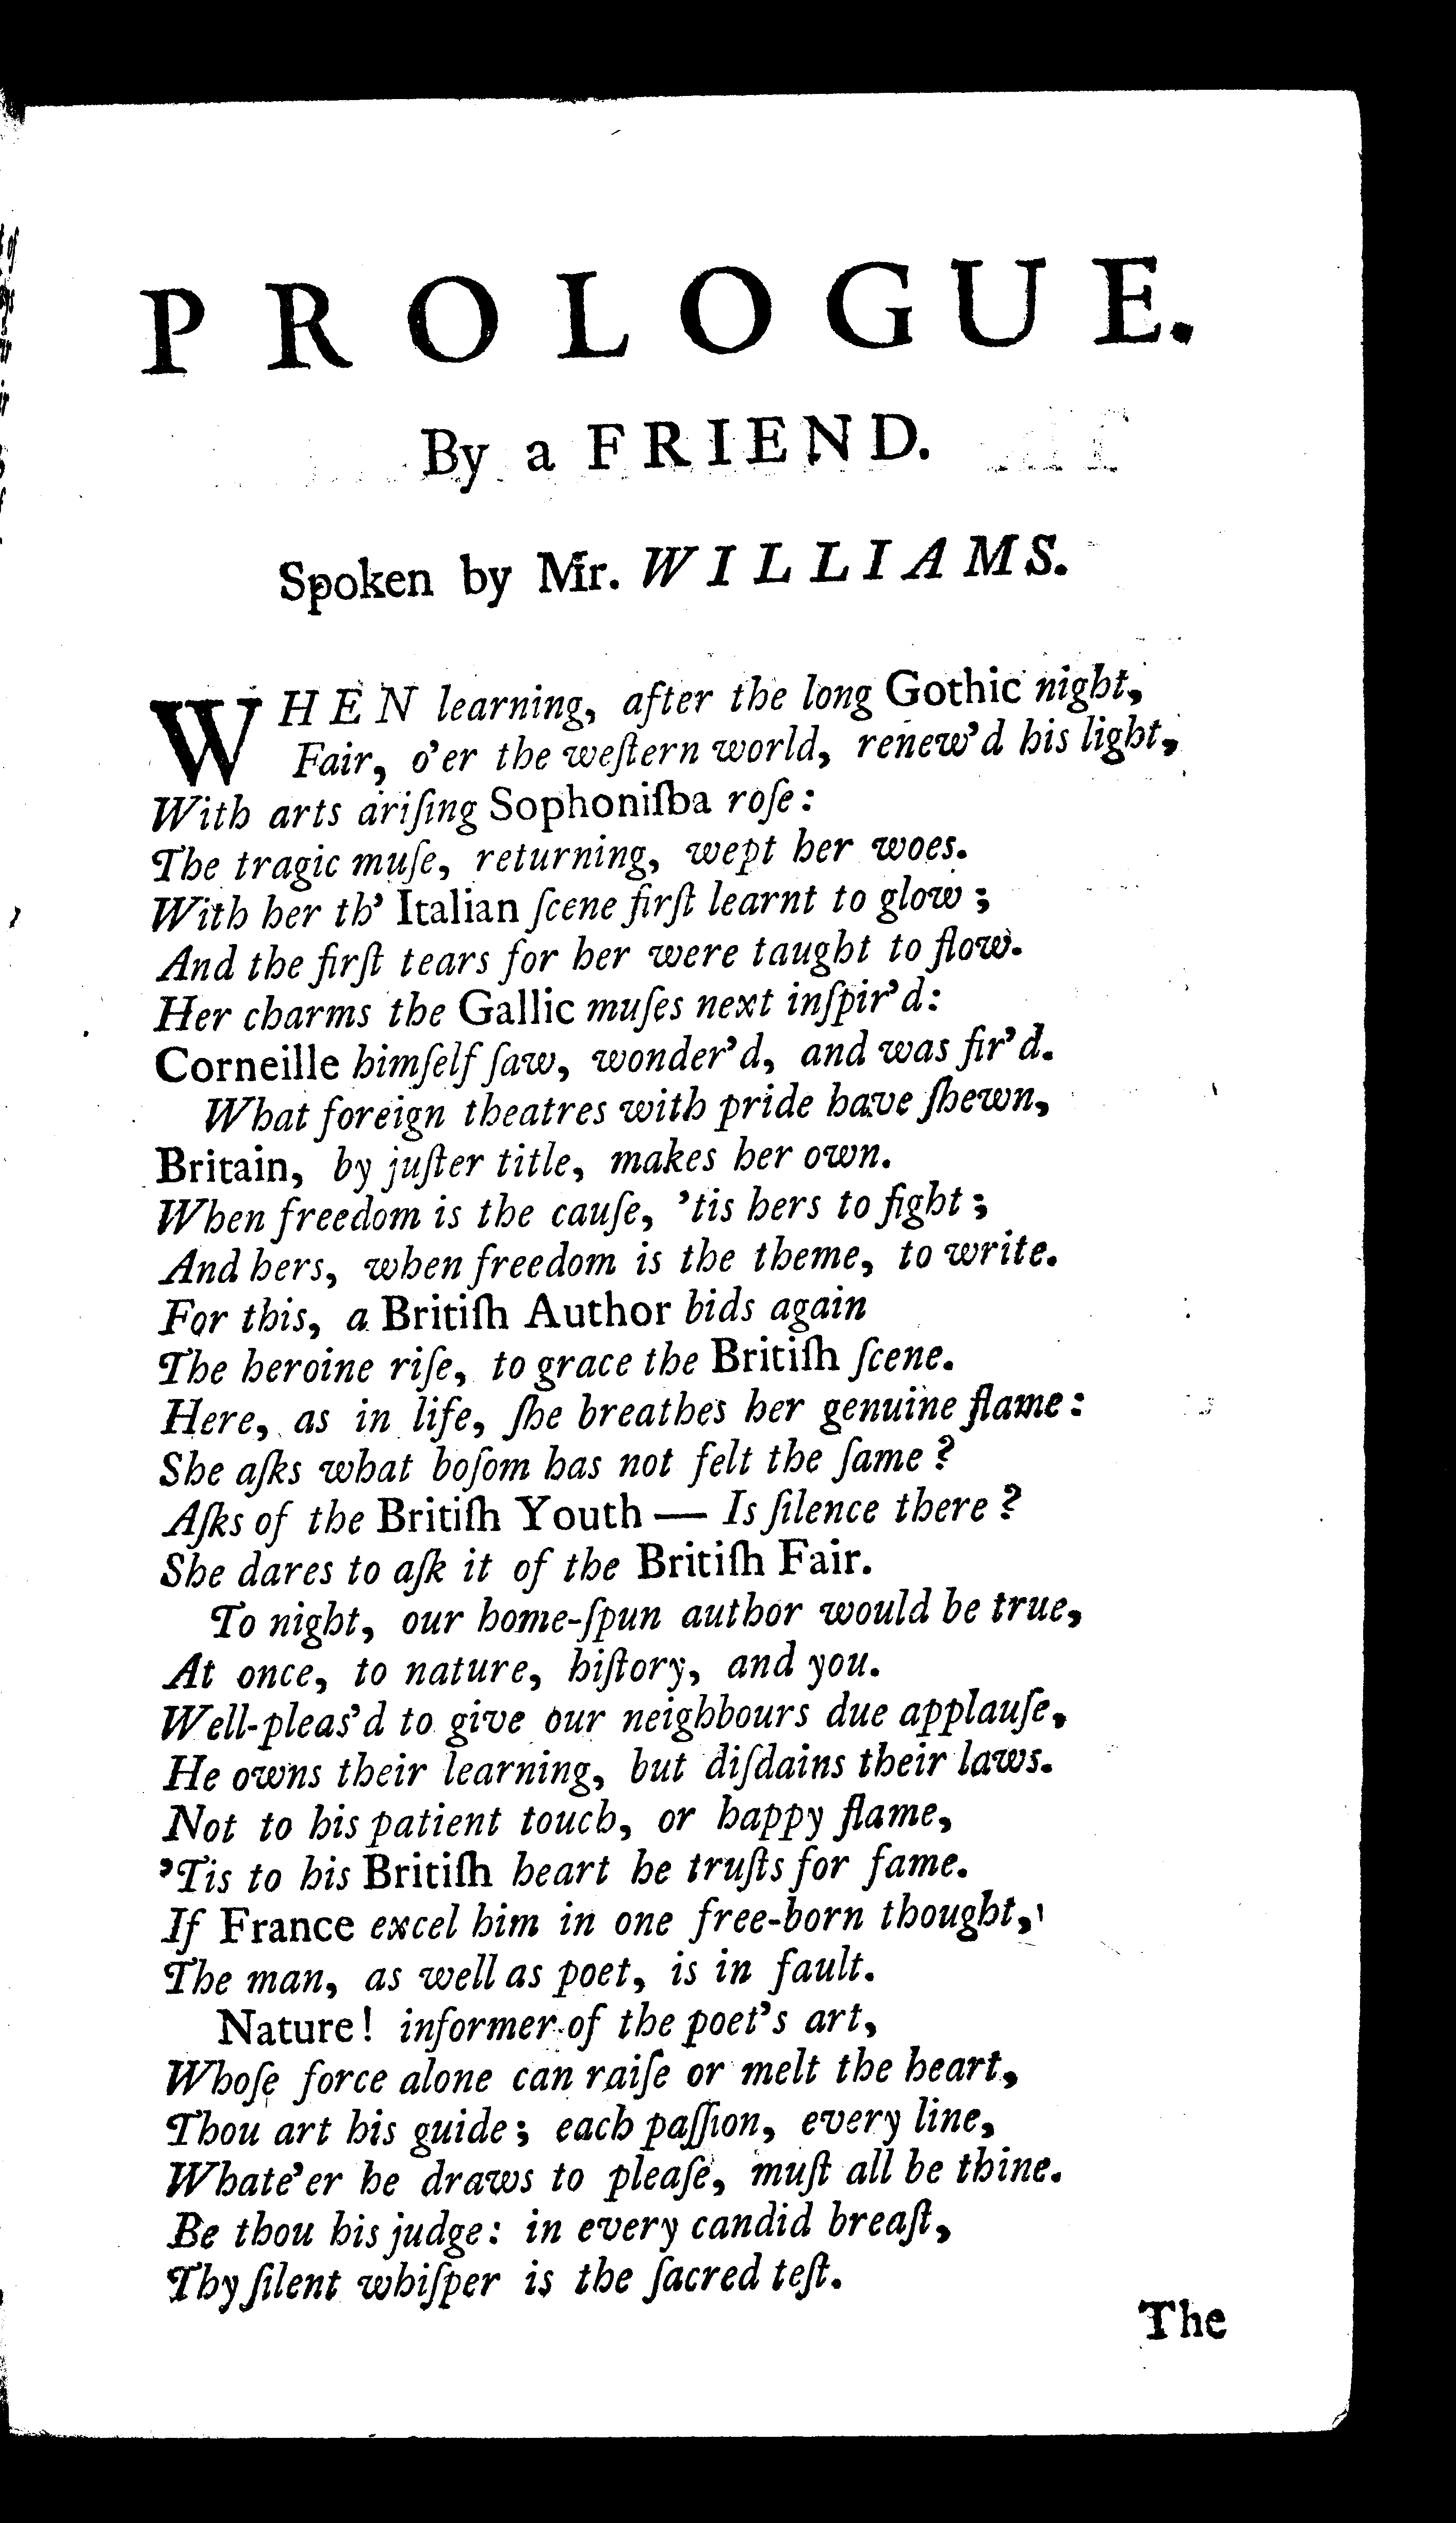 PROLOGUE.
By a FRIEND.
Spoken by Mr. WILLIAMS.
WHEN learning, after the long Gothic night,
Fair, o'er the weſtern world, renew'd his light,
With arts ariſing Sophoniſba roſe:
The tragic muſe, returning, wept her woes.
With her th' Italian ſcene firſt learnt to glow;
And the firſt tears for her were taught to flow.
Her charms the Gallic muſes next inſpir'd:
Corneille himſelf ſaw, wonder'd, and was fir'd.
What foreign theatres with pride have ſhewn,
Britain, by juſter title, makes her own.
When freedom is the cauſe, 'tis hers to fight;
And hers, when freedom is the theme, to write.
For this, a Britiſh Author bids again
The heroine riſe, to grace the Britiſh ſcene.
Here, as in life, ſhe breathes her genuine flame:
She aſks what boſom has not felt the ſame?
Aſks of the Britiſh Youth — Is ſilence there?
She dares to aſk it of the Britiſh Fair.
To night, our home-ſpun author would be true,
At once, to nature, hiſtory, and you.
Well-pleas'd to give our neighbours due applauſe,
He owns their learning, but diſdains their laws.
Not to his patient touch, or happy flame,
'Tis to his Britiſh heart he truſts for fame.
If France excel him in one free-born thought,
The man, as well as poet, is in fault.
Nature! informer of the poet's art,
Whoſe force alone can raiſe or melt the heart,
Thou art his guide; each paſſion, every line,
Whate'er he draws to pleaſe, muſt all be thine.
Be thou his judge: in every candid breaſt,
Thy ſilent whiſper is the ſacred teſt.
The